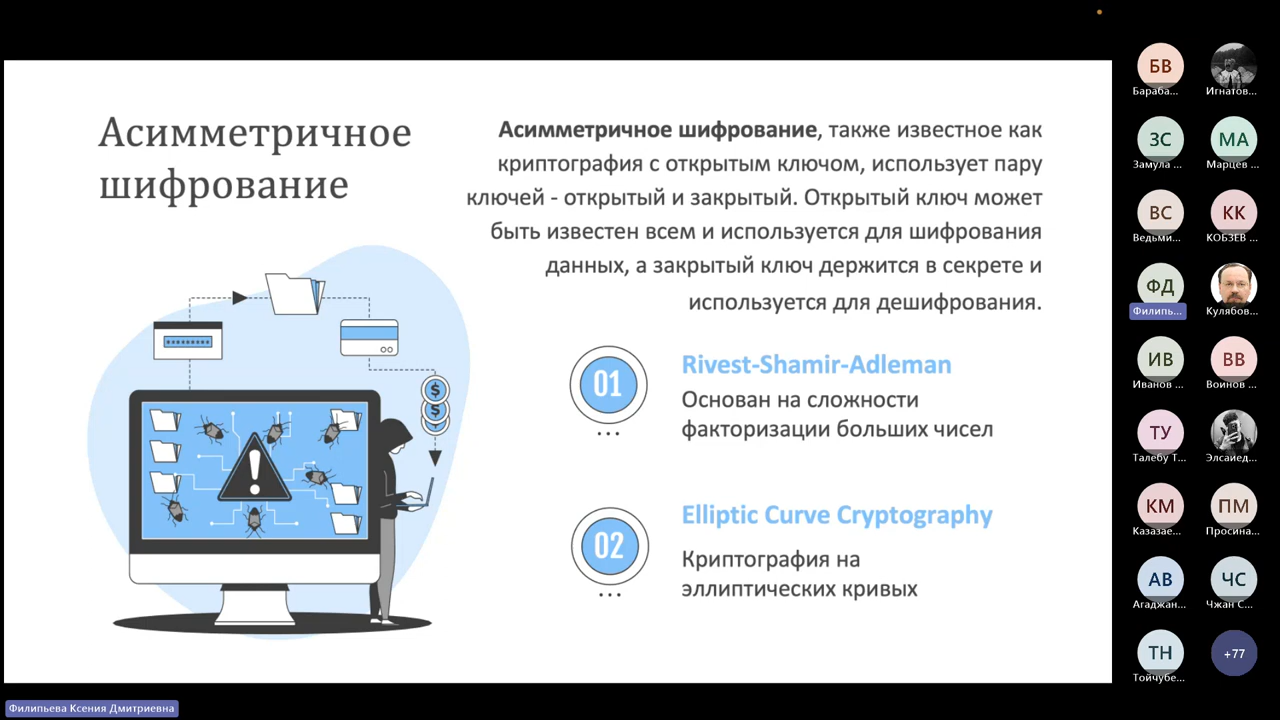 Асимметричное
шифрование
Асимметричное шифрование, также известное как
криптография с открытым ключом, использует пару
ключей - открытый и закрытый. Открытый ключ может
быть известен всем и используется для шифрования
данных, а закрытый ключ держится в секрете и
используется для дешифрования.
01
Rivest-Shamir-Adleman
Основан на сложности
факторизации больших чисел
...
02
Elliptic Curve Cryptography
Криптография на
эллиптических кривых
...
$
$
!
БВ
Бараба...
Игнатов...
ЗС
Замула ...
МА
Марцев ...
ВС
Ведьми...
КК
КОБЗЕВ ...
ФД
Филипь...
Кулябов...
ИВ
Иванов ...
ВВ
Воинов ...
ТУ
Талебу Т...
Элсаиед...
КМ
Казазае...
ПМ
Просина...
АВ
Агаджан...
ЧС
Чжан С...
ТН
Тойчубе...
+77
Филипьева Ксения Дмитриевна